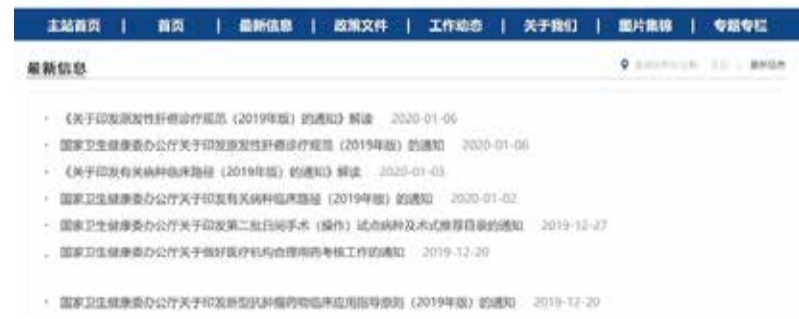 主站首页 | 首页 | 最新信息 | 政策文件 | 工作动态 | 关于我们 | 图片集锦 | 专题专栏
最新信息
最新信息
《关于印发原发性肝癌诊疗规范（2019年版）的通知》解读 2020-01-06
国家卫生健康委办公厅关于印发原发性肝癌诊疗规范（2019年版）的通知 2020-01-06
《关于印发有关病种临床路径（2019年版）的通知》解读 2020-01-03
国家卫生健康委办公厅关于印发有关病种临床路径（2019年版）的通知 2020-01-02
国家卫生健康委办公厅关于印发第二批日间手术（操作）试点病种及术式推荐目录的通知 2019-12-27
国家卫生健康委办公厅关于做好医疗机构合理用药考核工作的通知 2019-12-20
国家卫生健康委办公厅关于印发新型抗肿瘤药物临床应用指导原则（2019年版）的通知 2019-12-20